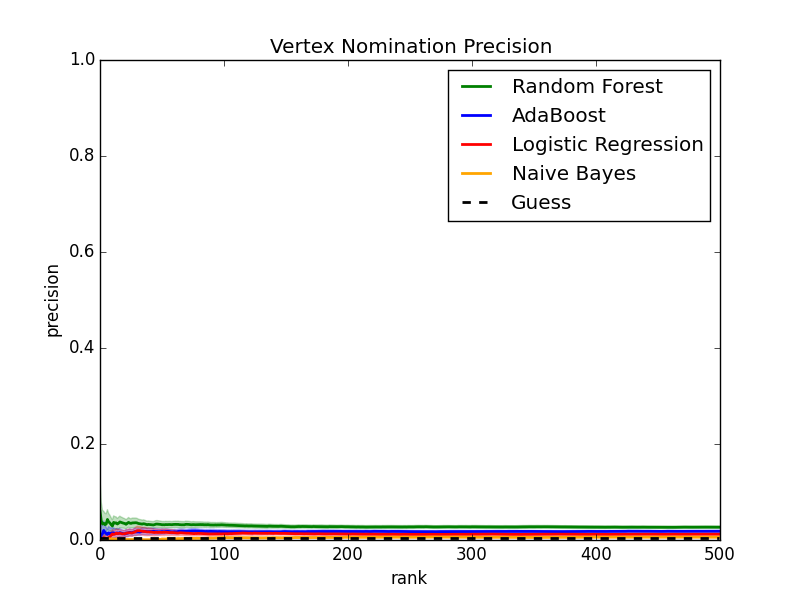 Vertex Nomination Precision
1.0
0.8
0.6
0.4
0.2
0.0
precision
Random Forest
AdaBoost
Logistic Regression
Naive Bayes
Guess
0 100 200 300 400 500
rank